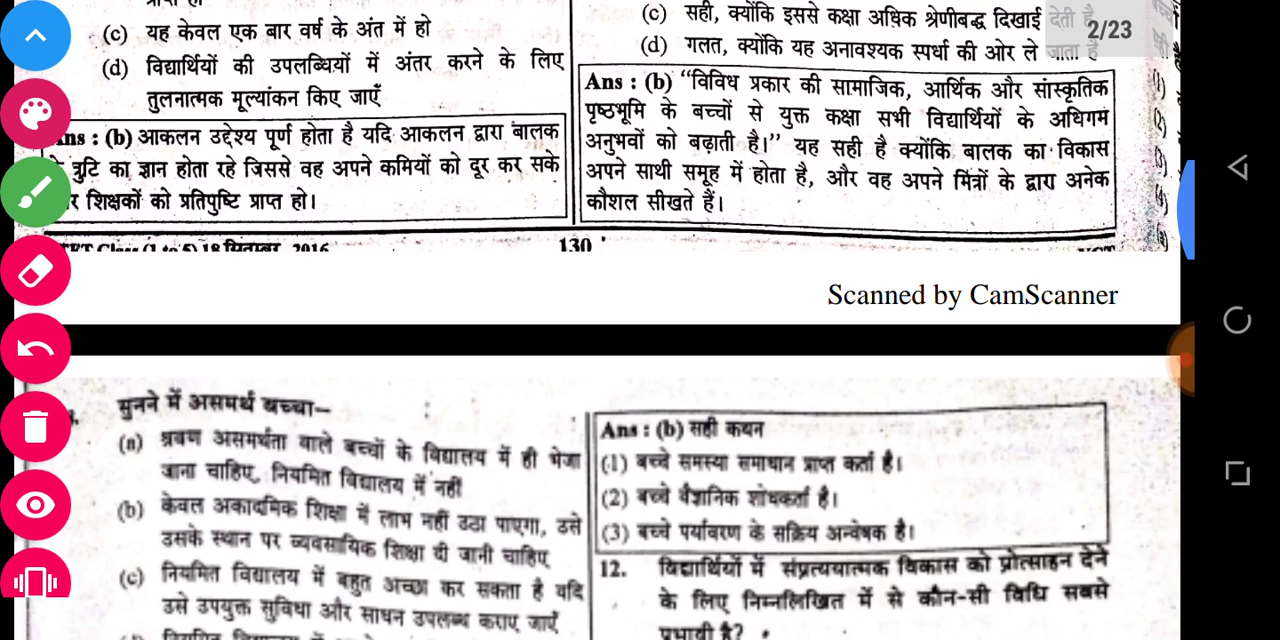 (c) यह केवल एक बार वर्ष के अंत में हो
(d) विद्यार्थियों की उपलब्धियों में अंतर करने के लिए
तुलनात्मक मूल्यांकन किए जाएँ
ns : (b) आकलन उद्देश्य पूर्ण होता है यदि आकलन द्वारा बालक
त्रुटि का ज्ञान होता रहे जिससे वह अपने कमियों को दूर कर सके
र शिक्षकों को प्रतिपुष्टि प्राप्त हो।
(c) सही, क्योंकि इससे कक्षा अधिक श्रेणीबद्ध दिखाई देती है
2/23
(d) गलत, क्योंकि यह अनावश्यक स्पर्धा की ओर ले जाता है
Ans : (b) “विविध प्रकार की सामाजिक, आर्थिक और सांस्कृतिक
पृष्ठभूमि के बच्चों से युक्त कक्षा सभी विद्यार्थियों के अधिगम
अनुभवों को बढ़ाती है।” यह सही है क्योंकि बालक का विकास
अपने साथी समूह में होता है, और वह अपने मित्रों के द्वारा अनेक
कौशल सीखते हैं।
(1)
(2)
(3)
(4)
130
Scanned by CamScanner
सुनने में असमर्थ बच्चा–
(a) श्रवण असमर्थता वाले बच्चों के विद्यालय में ही भेजा
जाना चाहिए, नियमित विद्यालय में नहीं
(b) केवल अकादमिक शिक्षा में लाभ नहीं उठा पाएगा, उसे
उसके स्थान पर व्यवसायिक शिक्षा दी जानी चाहिए
(c) नियमित विद्यालय में बहुत अच्छा कर सकता है यदि
उसे उपयुक्त सुविधा और साधन उपलब्ध कराए जाएँ
Ans : (b) सही कथन
(1) बच्चे समस्या समाधान प्राप्त कर्ता है।
(2) बच्चे वैज्ञानिक शोधकर्ता है।
(3) बच्चे पर्यावरण के सक्रिय अन्वेषक है।
12. विद्यार्थियों में संप्रत्ययात्मक विकास को प्रोत्साहन देने
के लिए निम्नलिखित में से कौन-सी विधि सबसे
प्रभावी है?